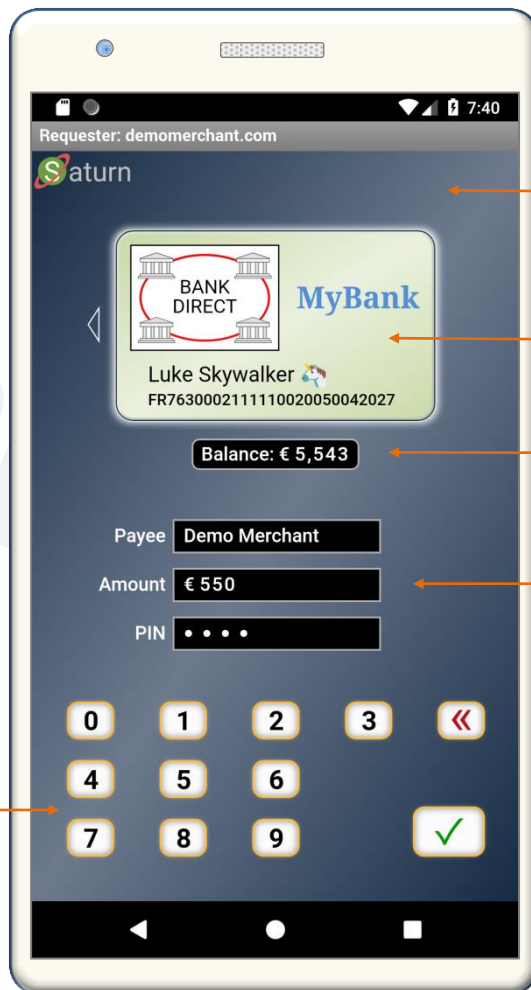 7:40
Requester: demomerchant.com
Saturn
BANK
DIRECT
MyBank
Luke Skywalker 🦄
FR7630002111110020050042027
Balance: € 5,543
Payee Demo Merchant
Amount € 550
PIN • • • •
0 1 2 3 «
4 5 6
7 8 9 ✓